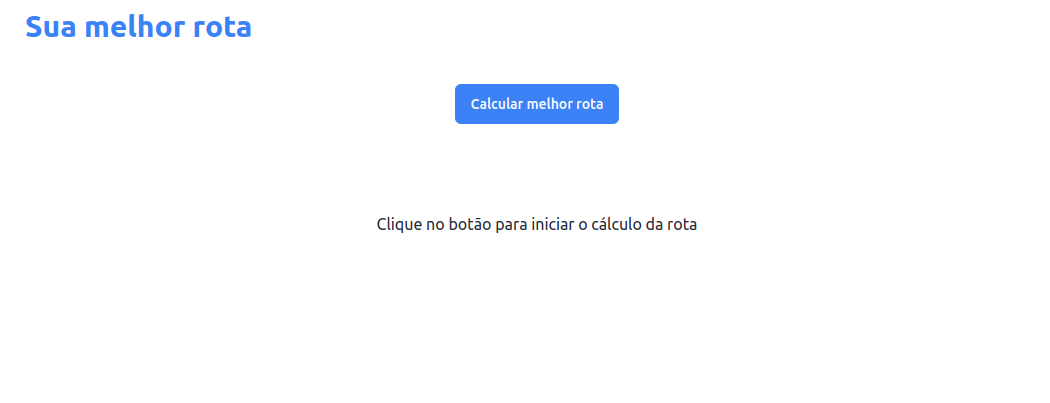 Sua melhor rota
Calcular melhor rota
Clique no botão para iniciar o cálculo da rota